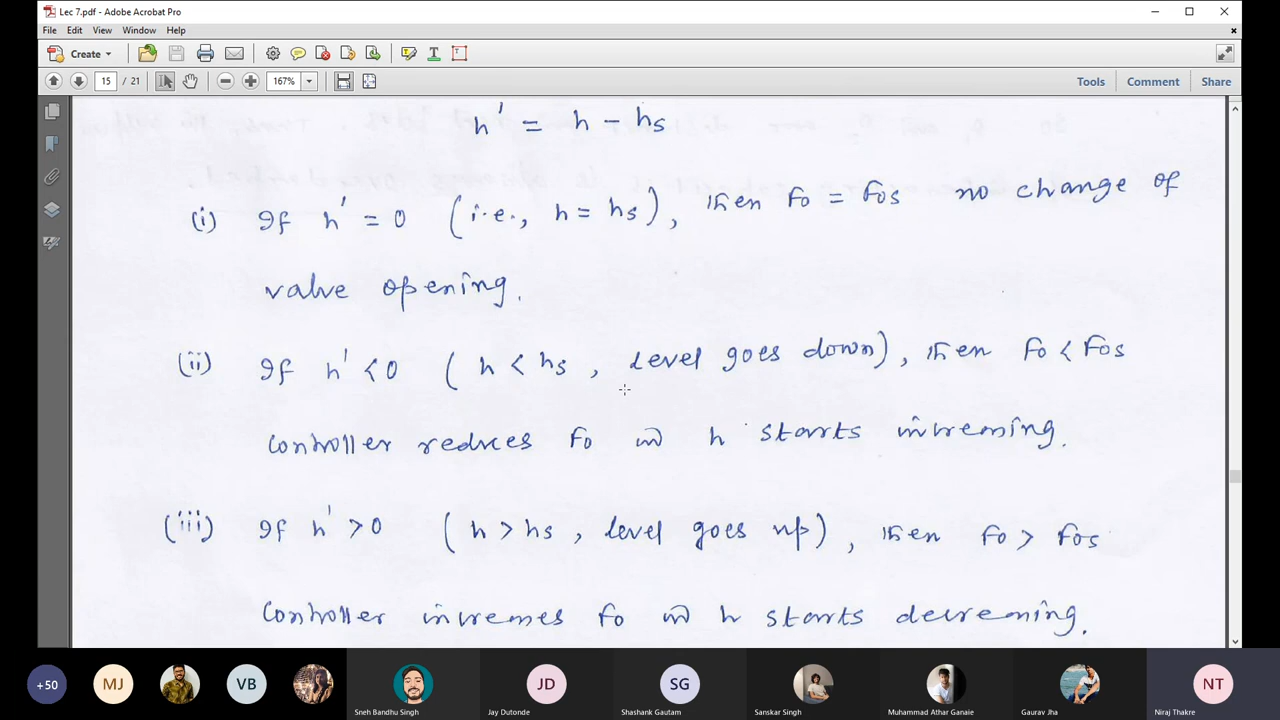 Lec 7.pdf - Adobe Acrobat Pro
File Edit View Window Help
Create
15 / 21 167% Tools Comment Share
h' = h - hs
(i) If h' = 0 (i.e., h = hs), then Fo = Fos no change of
valve opening.
(ii) If h' < 0 ( h < hs , level goes down), then Fo < Fos
Controller reduces Fo h starts increasing.
(iii) If h' > 0 ( h > hs , level goes up) , then Fo > Fos
Controller increases Fo h starts decreasing.
+50 MJ VB JD SG NT
Sneh Bandhu Singh Jay Dutonde Shashank Gautam Sanskar Singh Muhammad Athar Ganaie Gaurav Jha Niraj Thakre